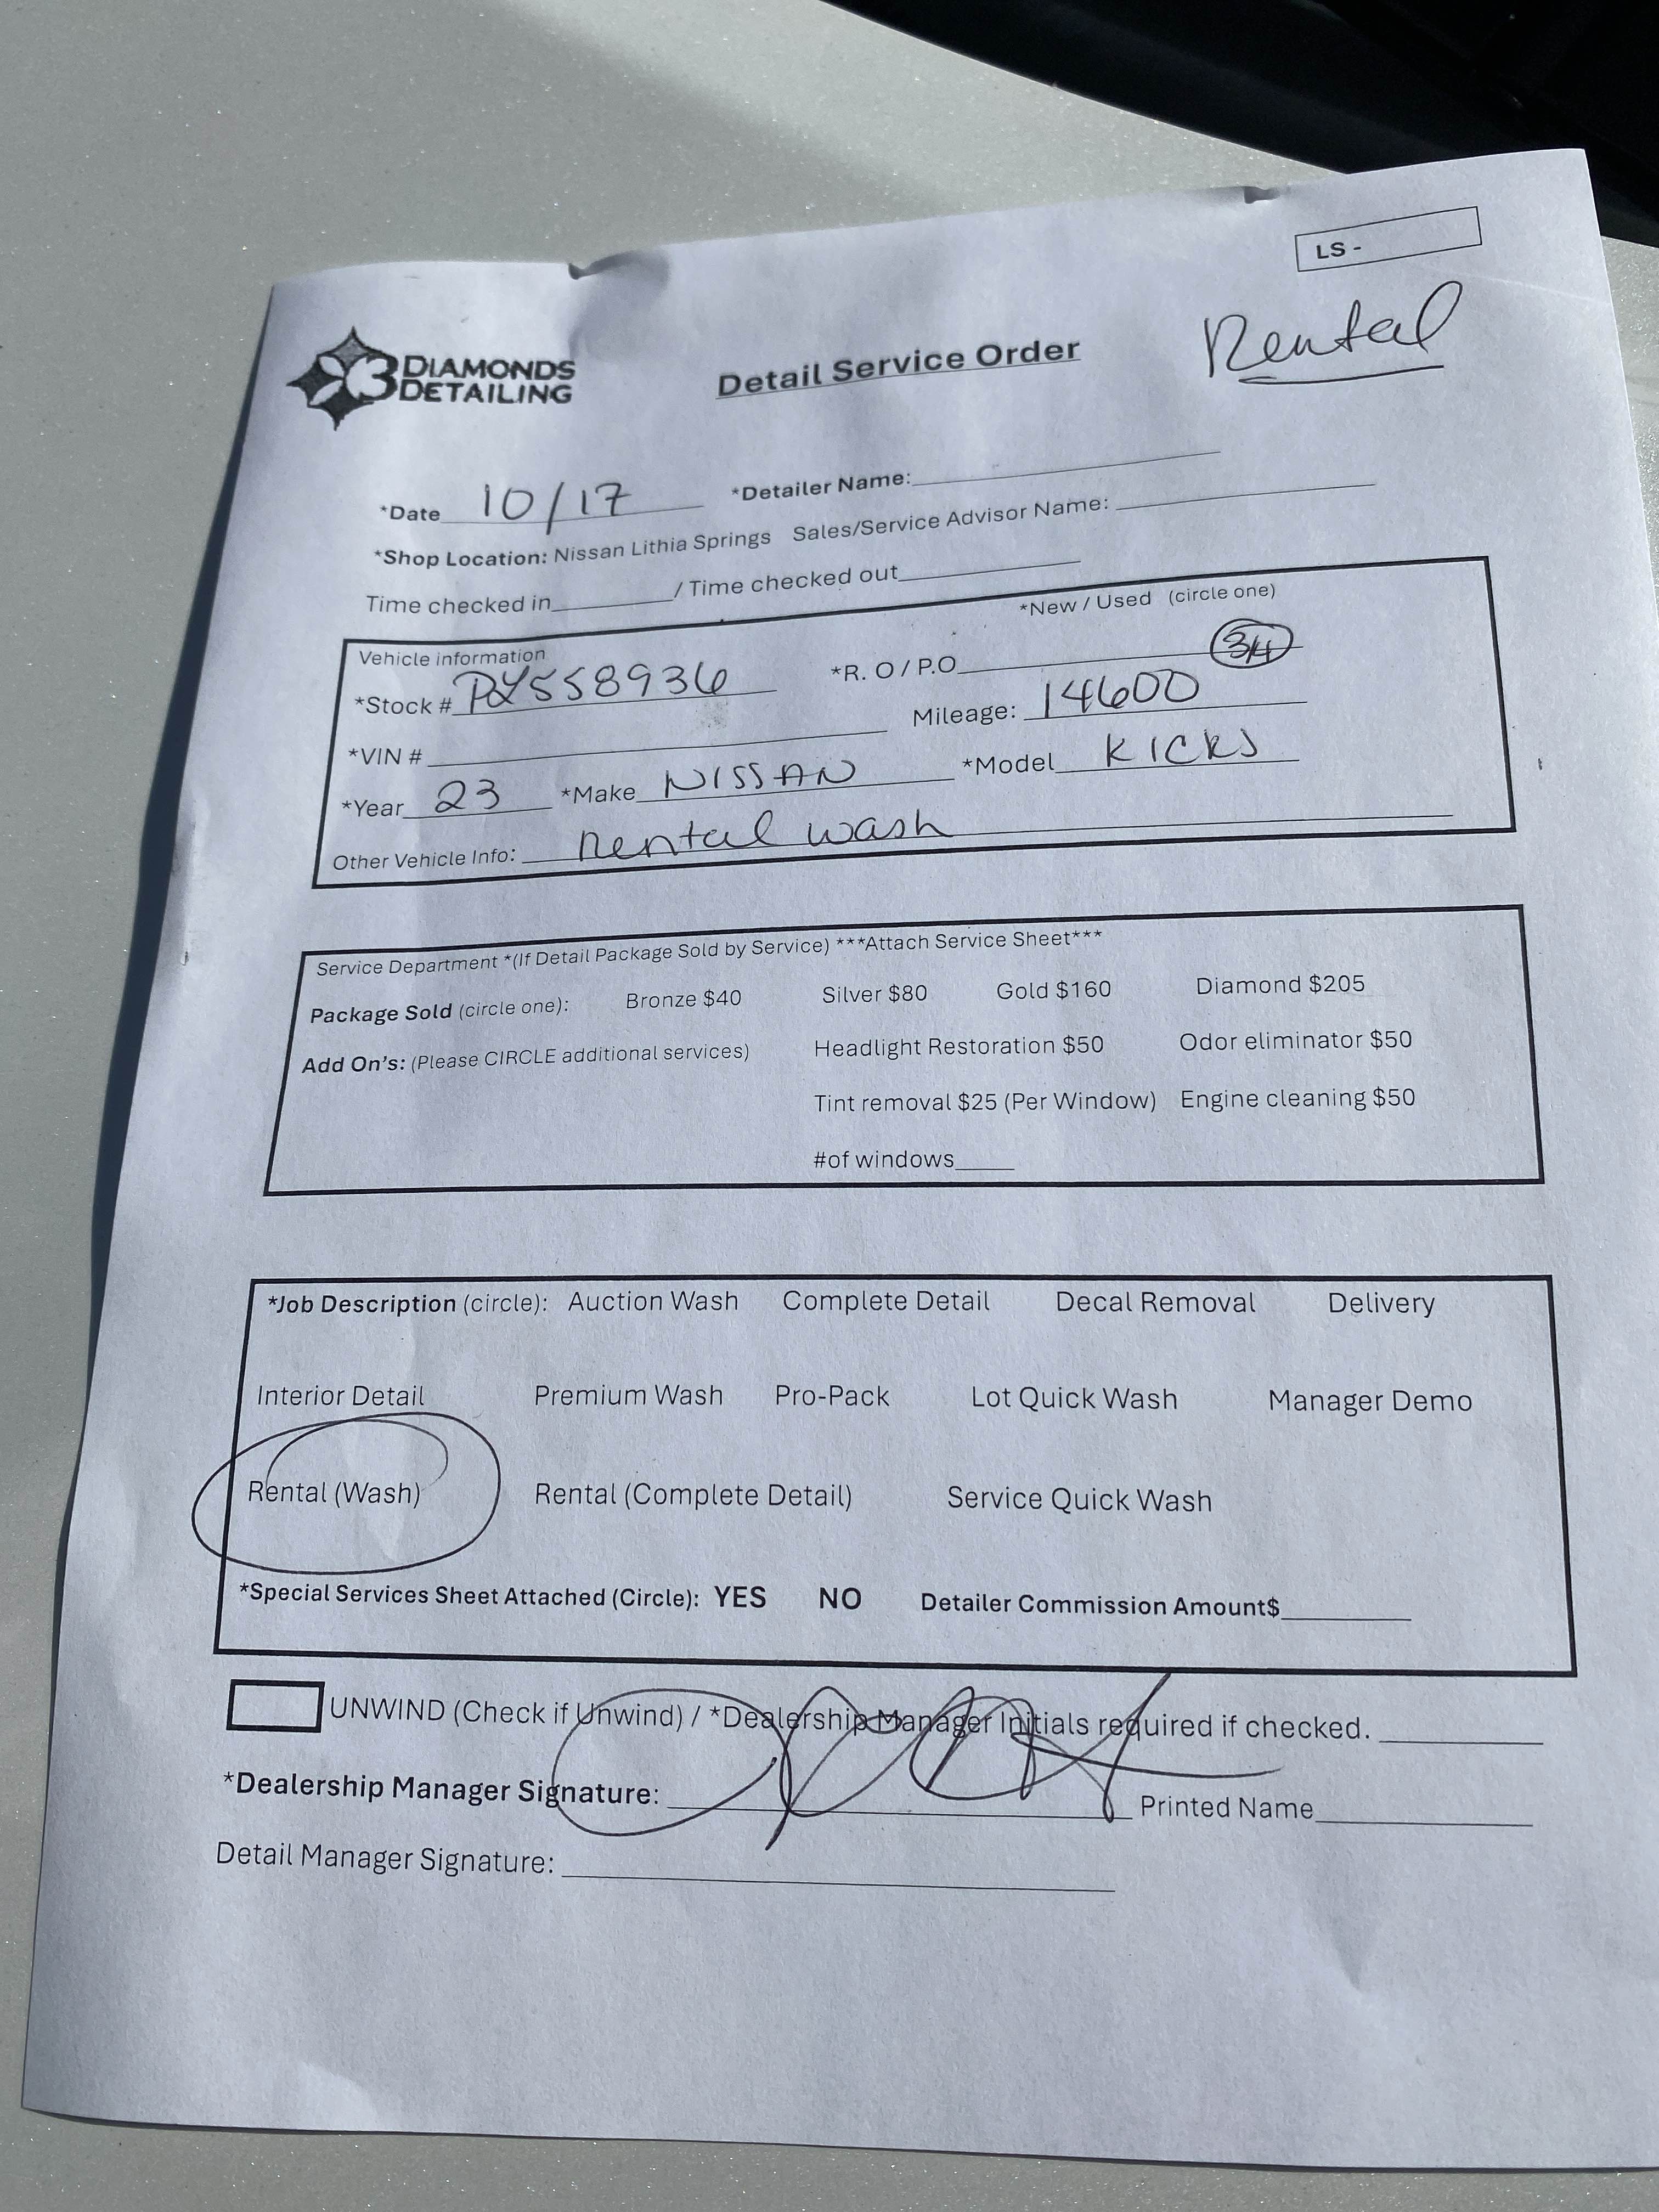 LS -
Rental
3 DIAMONDS
DETAILING
Detail Service Order
*Date 10/17 *Detailer Name:
*Shop Location: Nissan Lithia Springs Sales/Service Advisor Name:
Time checked in / Time checked out
*New / Used (circle one)
Vehicle information
*Stock # PL558936 *R. O / P.O 3/4
*VIN # Mileage: 14600
*Year 23 *Make NISSAN *Model KICKS
Other Vehicle Info: Rental wash
Service Department *(If Detail Package Sold by Service) ***Attach Service Sheet***
Package Sold (circle one): Bronze $40 Silver $80 Gold $160 Diamond $205
Add On's: (Please CIRCLE additional services) Headlight Restoration $50 Odor eliminator $50
Tint removal $25 (Per Window) Engine cleaning $50
#of windows
*Job Description (circle): Auction Wash Complete Detail Decal Removal Delivery
Interior Detail Premium Wash Pro-Pack Lot Quick Wash Manager Demo
Rental (Wash) Rental (Complete Detail) Service Quick Wash
*Special Services Sheet Attached (Circle): YES NO Detailer Commission Amount$
UNWIND (Check if Unwind) / *Dealership Manager Initials required if checked.
*Dealership Manager Signature: Printed Name
Detail Manager Signature: